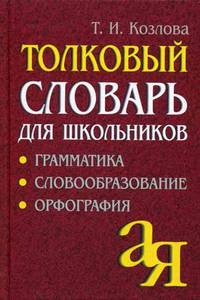 Т. И. Козлова
ТОЛКОВЫЙ
СЛОВАРЬ
ДЛЯ ШКОЛЬНИКОВ
• ГРАММАТИКА
• СЛОВООБРАЗОВАНИЕ
• ОРФОГРАФИЯ
а
Я